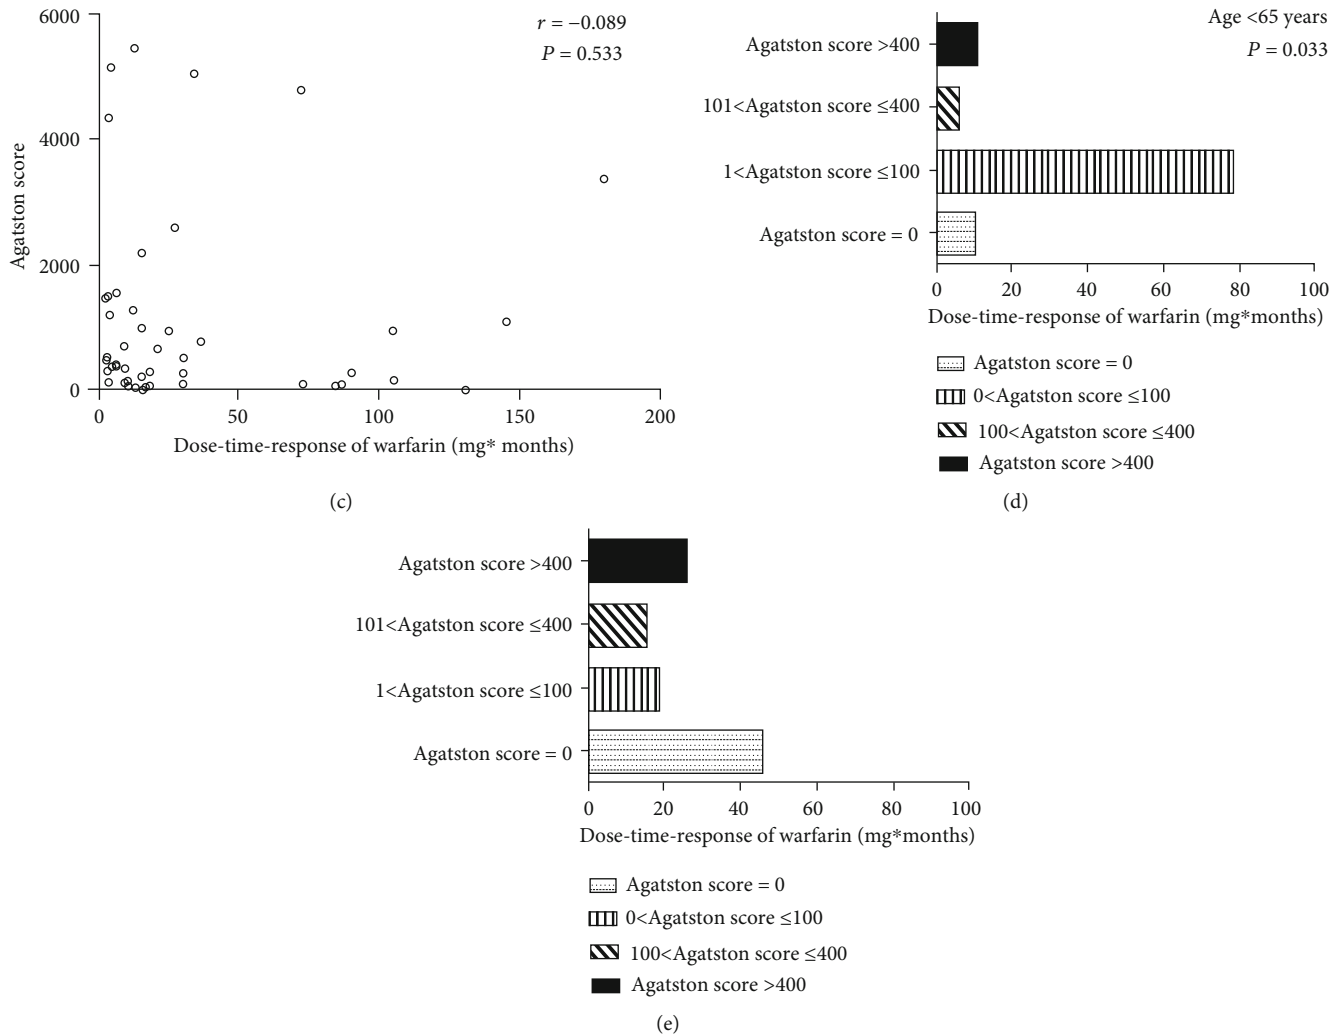 6000
4000
2000
0
Agatston score
r = −0.089
P = 0.533
0 50 100 150 200
Dose-time-response of warfarin (mg* months)
(c)
Age <65 years
P = 0.033
Agatston score >400
101<Agatston score ≤400
1<Agatston score ≤100
Agatston score = 0
0 20 40 60 80 100
Dose-time-response of warfarin (mg*months)
Agatston score = 0
0<Agatston score ≤100
100<Agatston score ≤400
Agatston score >400
(d)
Agatston score >400
101<Agatston score ≤400
1<Agatston score ≤100
Agatston score = 0
0 20 40 60 80 100
Dose-time-response of warfarin (mg*months)
Agatston score = 0
0<Agatston score ≤100
100<Agatston score ≤400
Agatston score >400
(e)